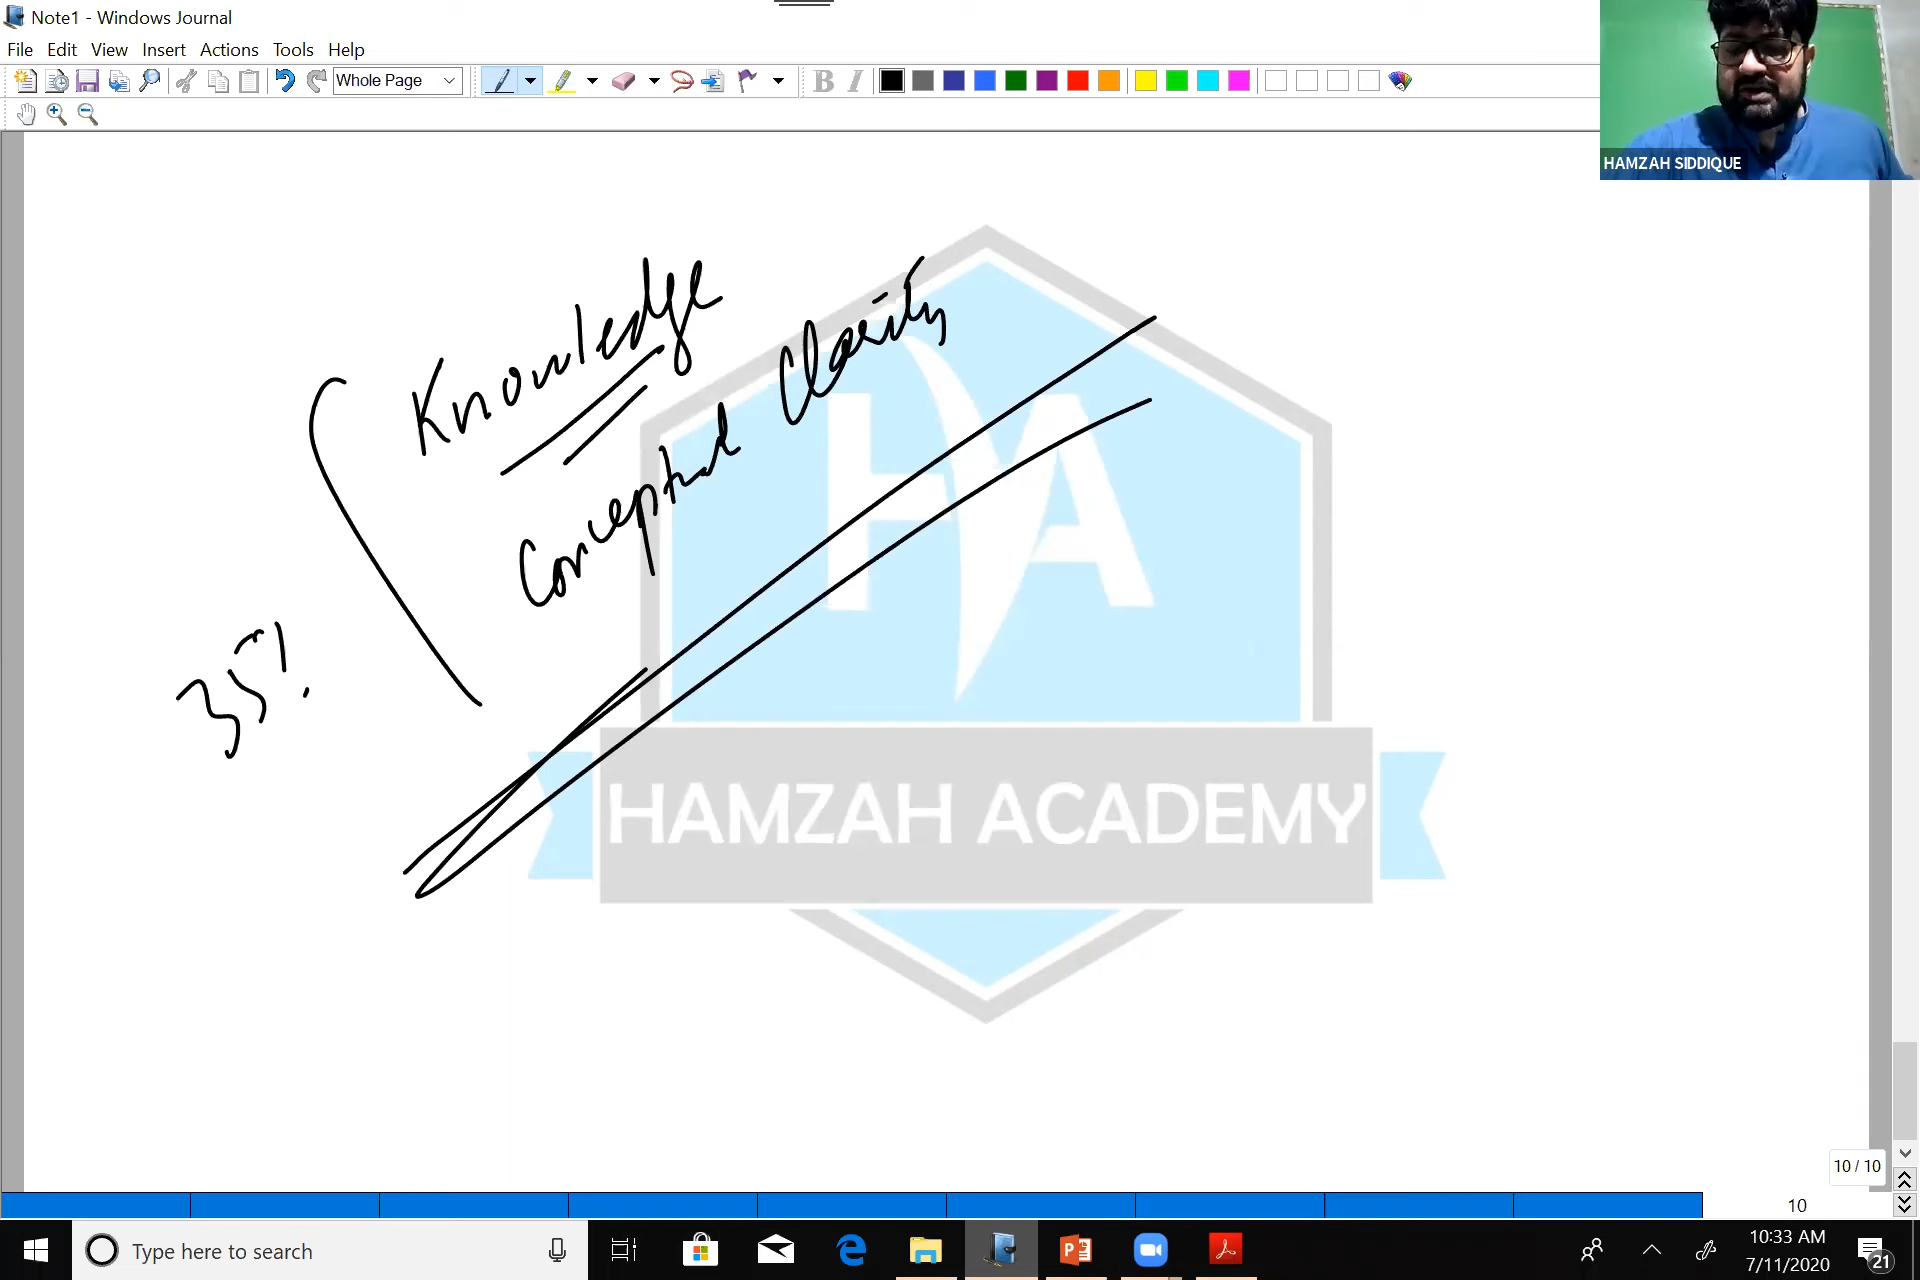 Note1 - Windows Journal
File Edit View Insert Actions Tools Help
Whole Page
B I
HAMZAH SIDDIQUE
Knowledge
Conceptual Clarity
35%
HA
HAMZAH ACADEMY
10 / 10
10
Type here to search
10:33 AM
7/11/2020
21